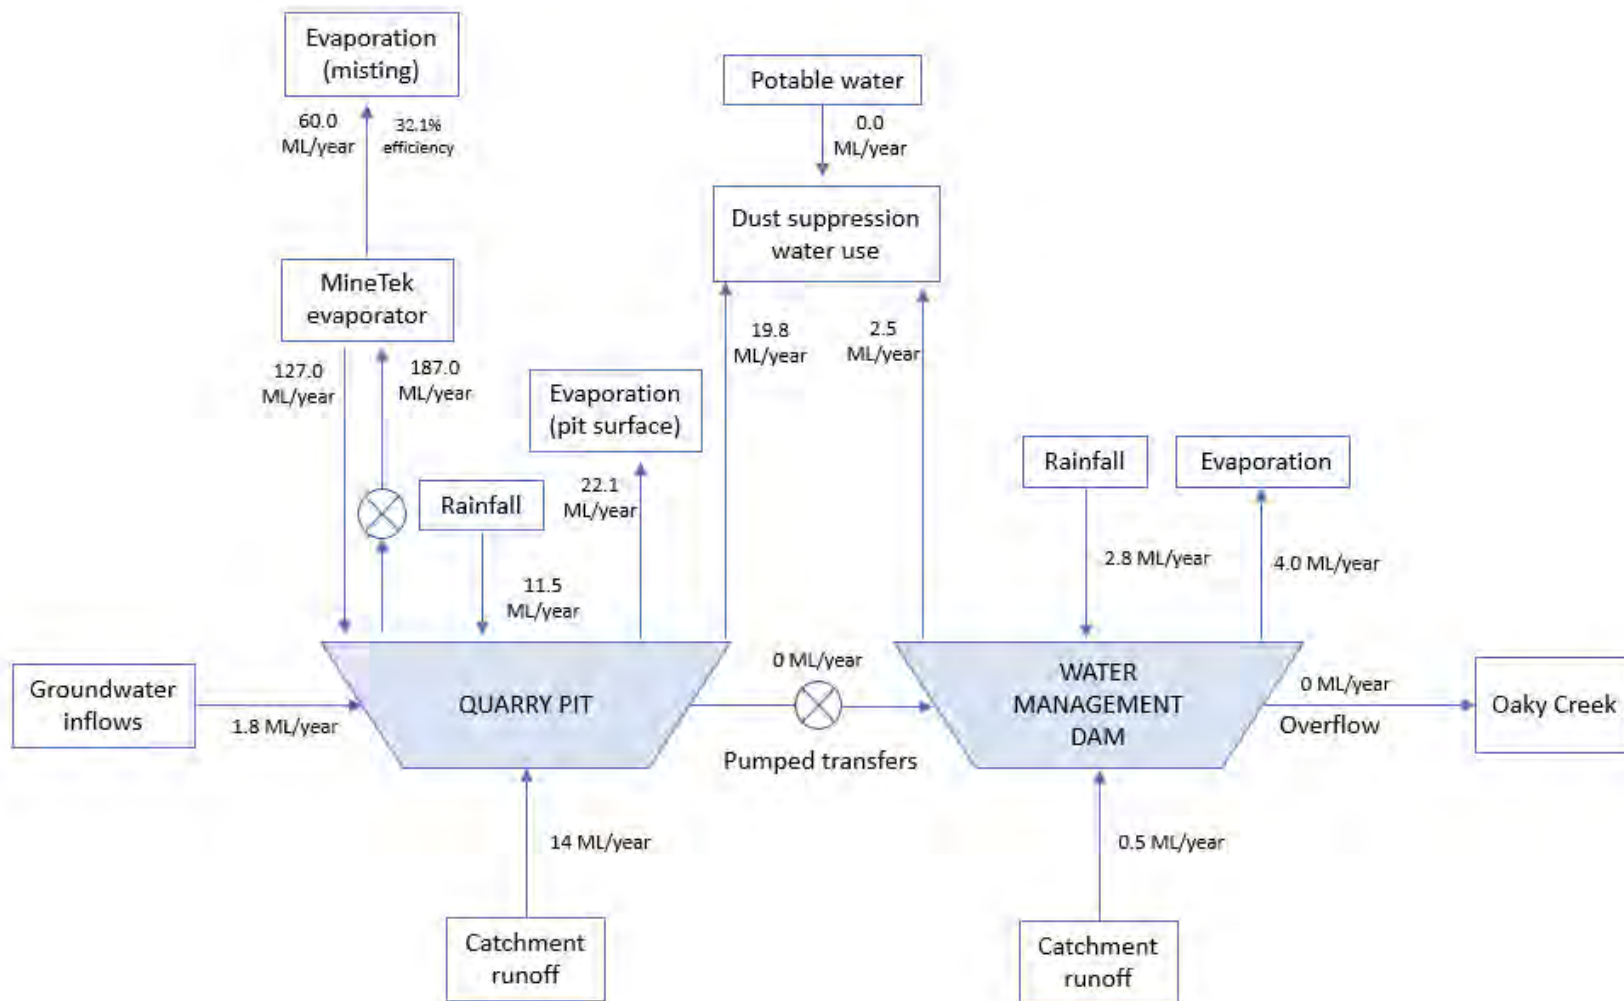 Evaporation
(misting)
60.0
ML/year
32.1%
efficiency
Potable water
0.0
ML/year
Dust suppression
water use
MineTek
evaporator
127.0
ML/year
187.0
ML/year
19.8
ML/year
2.5
ML/year
Evaporation
(pit surface)
22.1
ML/year
Rainfall
11.5
ML/year
Rainfall
2.8 ML/year
Evaporation
4.0 ML/year
Groundwater
inflows
1.8 ML/year
QUARRY PIT
0 ML/year
Pumped transfers
WATER
MANAGEMENT
DAM
0 ML/year
Overflow
Oaky Creek
14 ML/year
Catchment
runoff
0.5 ML/year
Catchment
runoff